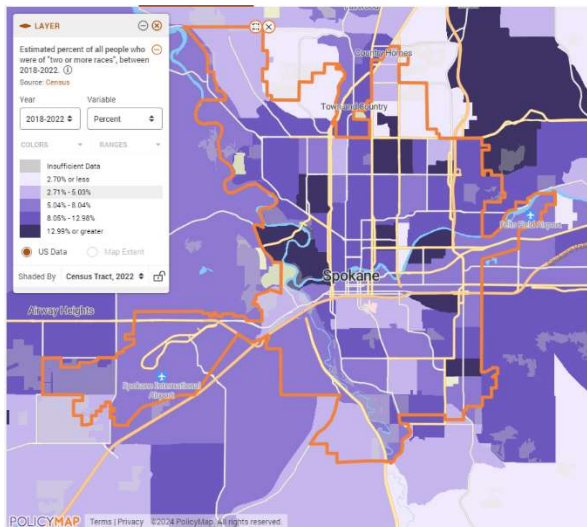 LAYER
Estimated percent of all people who
were of "two or more races", between
2018-2022.
Source: Census
Year
Variable
2018-2022
Percent
COLORS
RANGES
Insufficient Data
2.70% or less
2.71% - 5.03%
5.04% - 8.04%
8.05% - 12.98%
12.99% or greater
US Data
Map Extent
Shaded By Census Tract, 2022
Country Homes
Town and Country
Felts Field Airport
Spokane
Airway Heights
Spokane International
Airport
POLICYMAP Terms | Privacy ©2024 PolicyMap. All rights reserved.